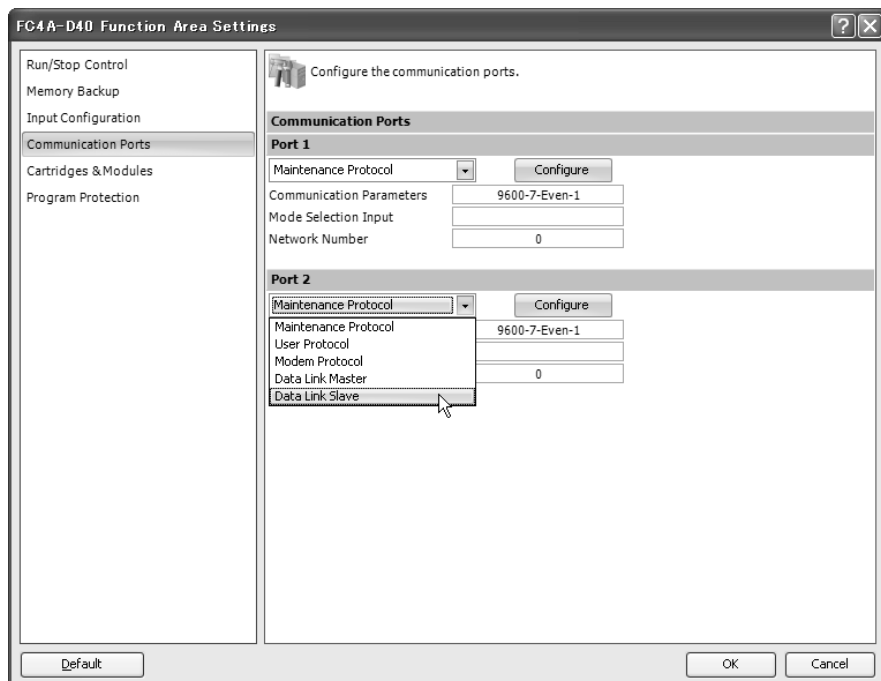 FC4A-D40 Function Area Settings
Run/Stop Control
Memory Backup
Input Configuration
Communication Ports
Cartridges & Modules
Program Protection
Configure the communication ports.
Communication Ports
Port 1
Maintenance Protocol Configure
Communication Parameters 9600-7-Even-1
Mode Selection Input
Network Number 0
Port 2
Maintenance Protocol Configure
Maintenance Protocol 9600-7-Even-1
User Protocol
Modem Protocol
Data Link Master 0
Data Link Slave
Default OK Cancel